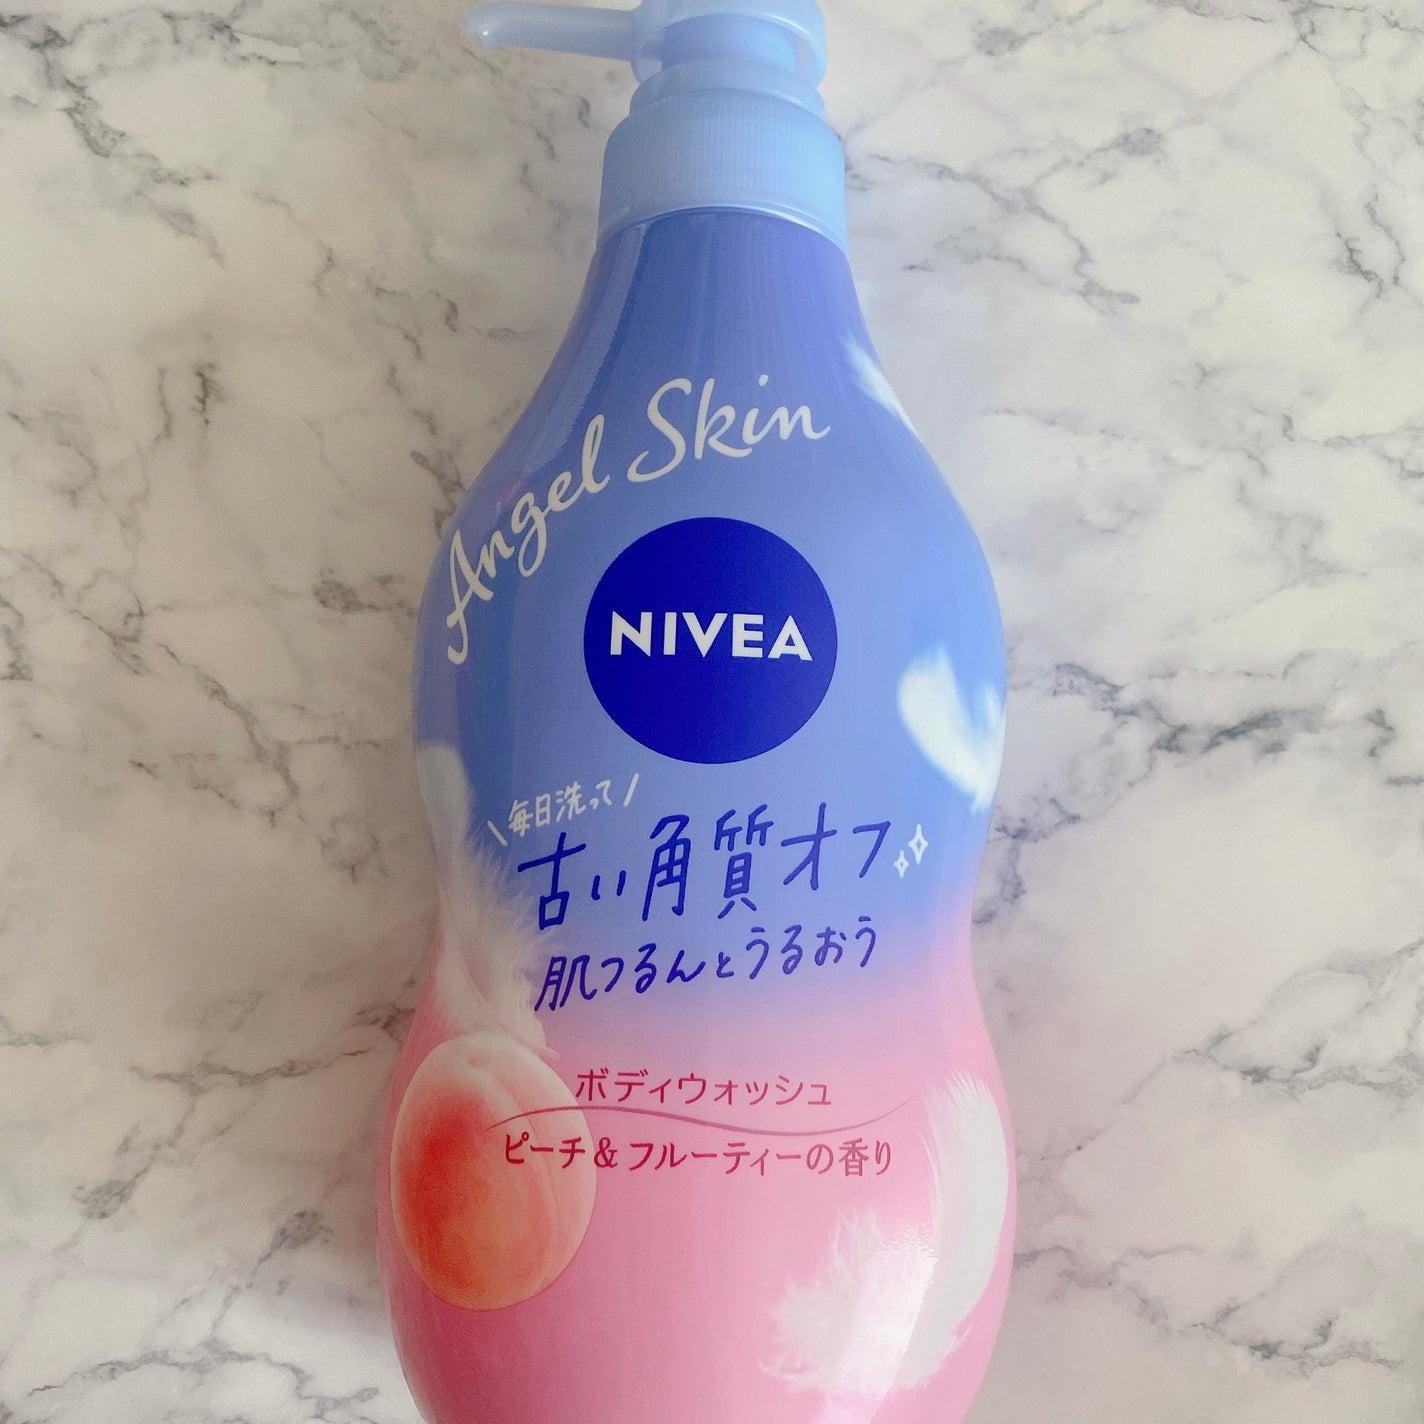 Angel Skin
NIVEA
\ 毎日洗って /
古い角質オフ
肌つるんとうるおう
ボディウォッシュ
ピーチ&フルーティーの香り